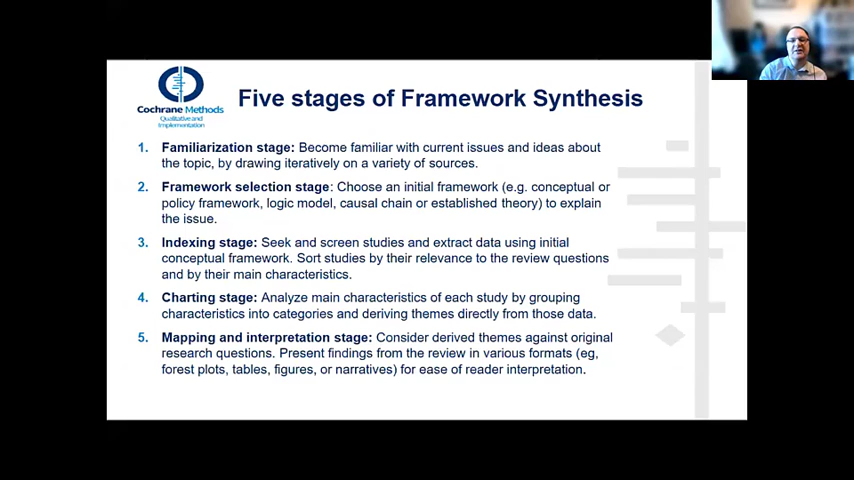 Cochrane Methods
Qualitative and
Implementation
Five stages of Framework Synthesis
1. Familiarization stage: Become familiar with current issues and ideas about
the topic, by drawing iteratively on a variety of sources.
2. Framework selection stage: Choose an initial framework (e.g. conceptual or
policy framework, logic model, causal chain or established theory) to explain
the issue.
3. Indexing stage: Seek and screen studies and extract data using initial
conceptual framework. Sort studies by their relevance to the review questions
and by their main characteristics.
4. Charting stage: Analyze main characteristics of each study by grouping
characteristics into categories and deriving themes directly from those data.
5. Mapping and interpretation stage: Consider derived themes against original
research questions. Present findings from the review in various formats (eg,
forest plots, tables, figures, or narratives) for ease of reader interpretation.